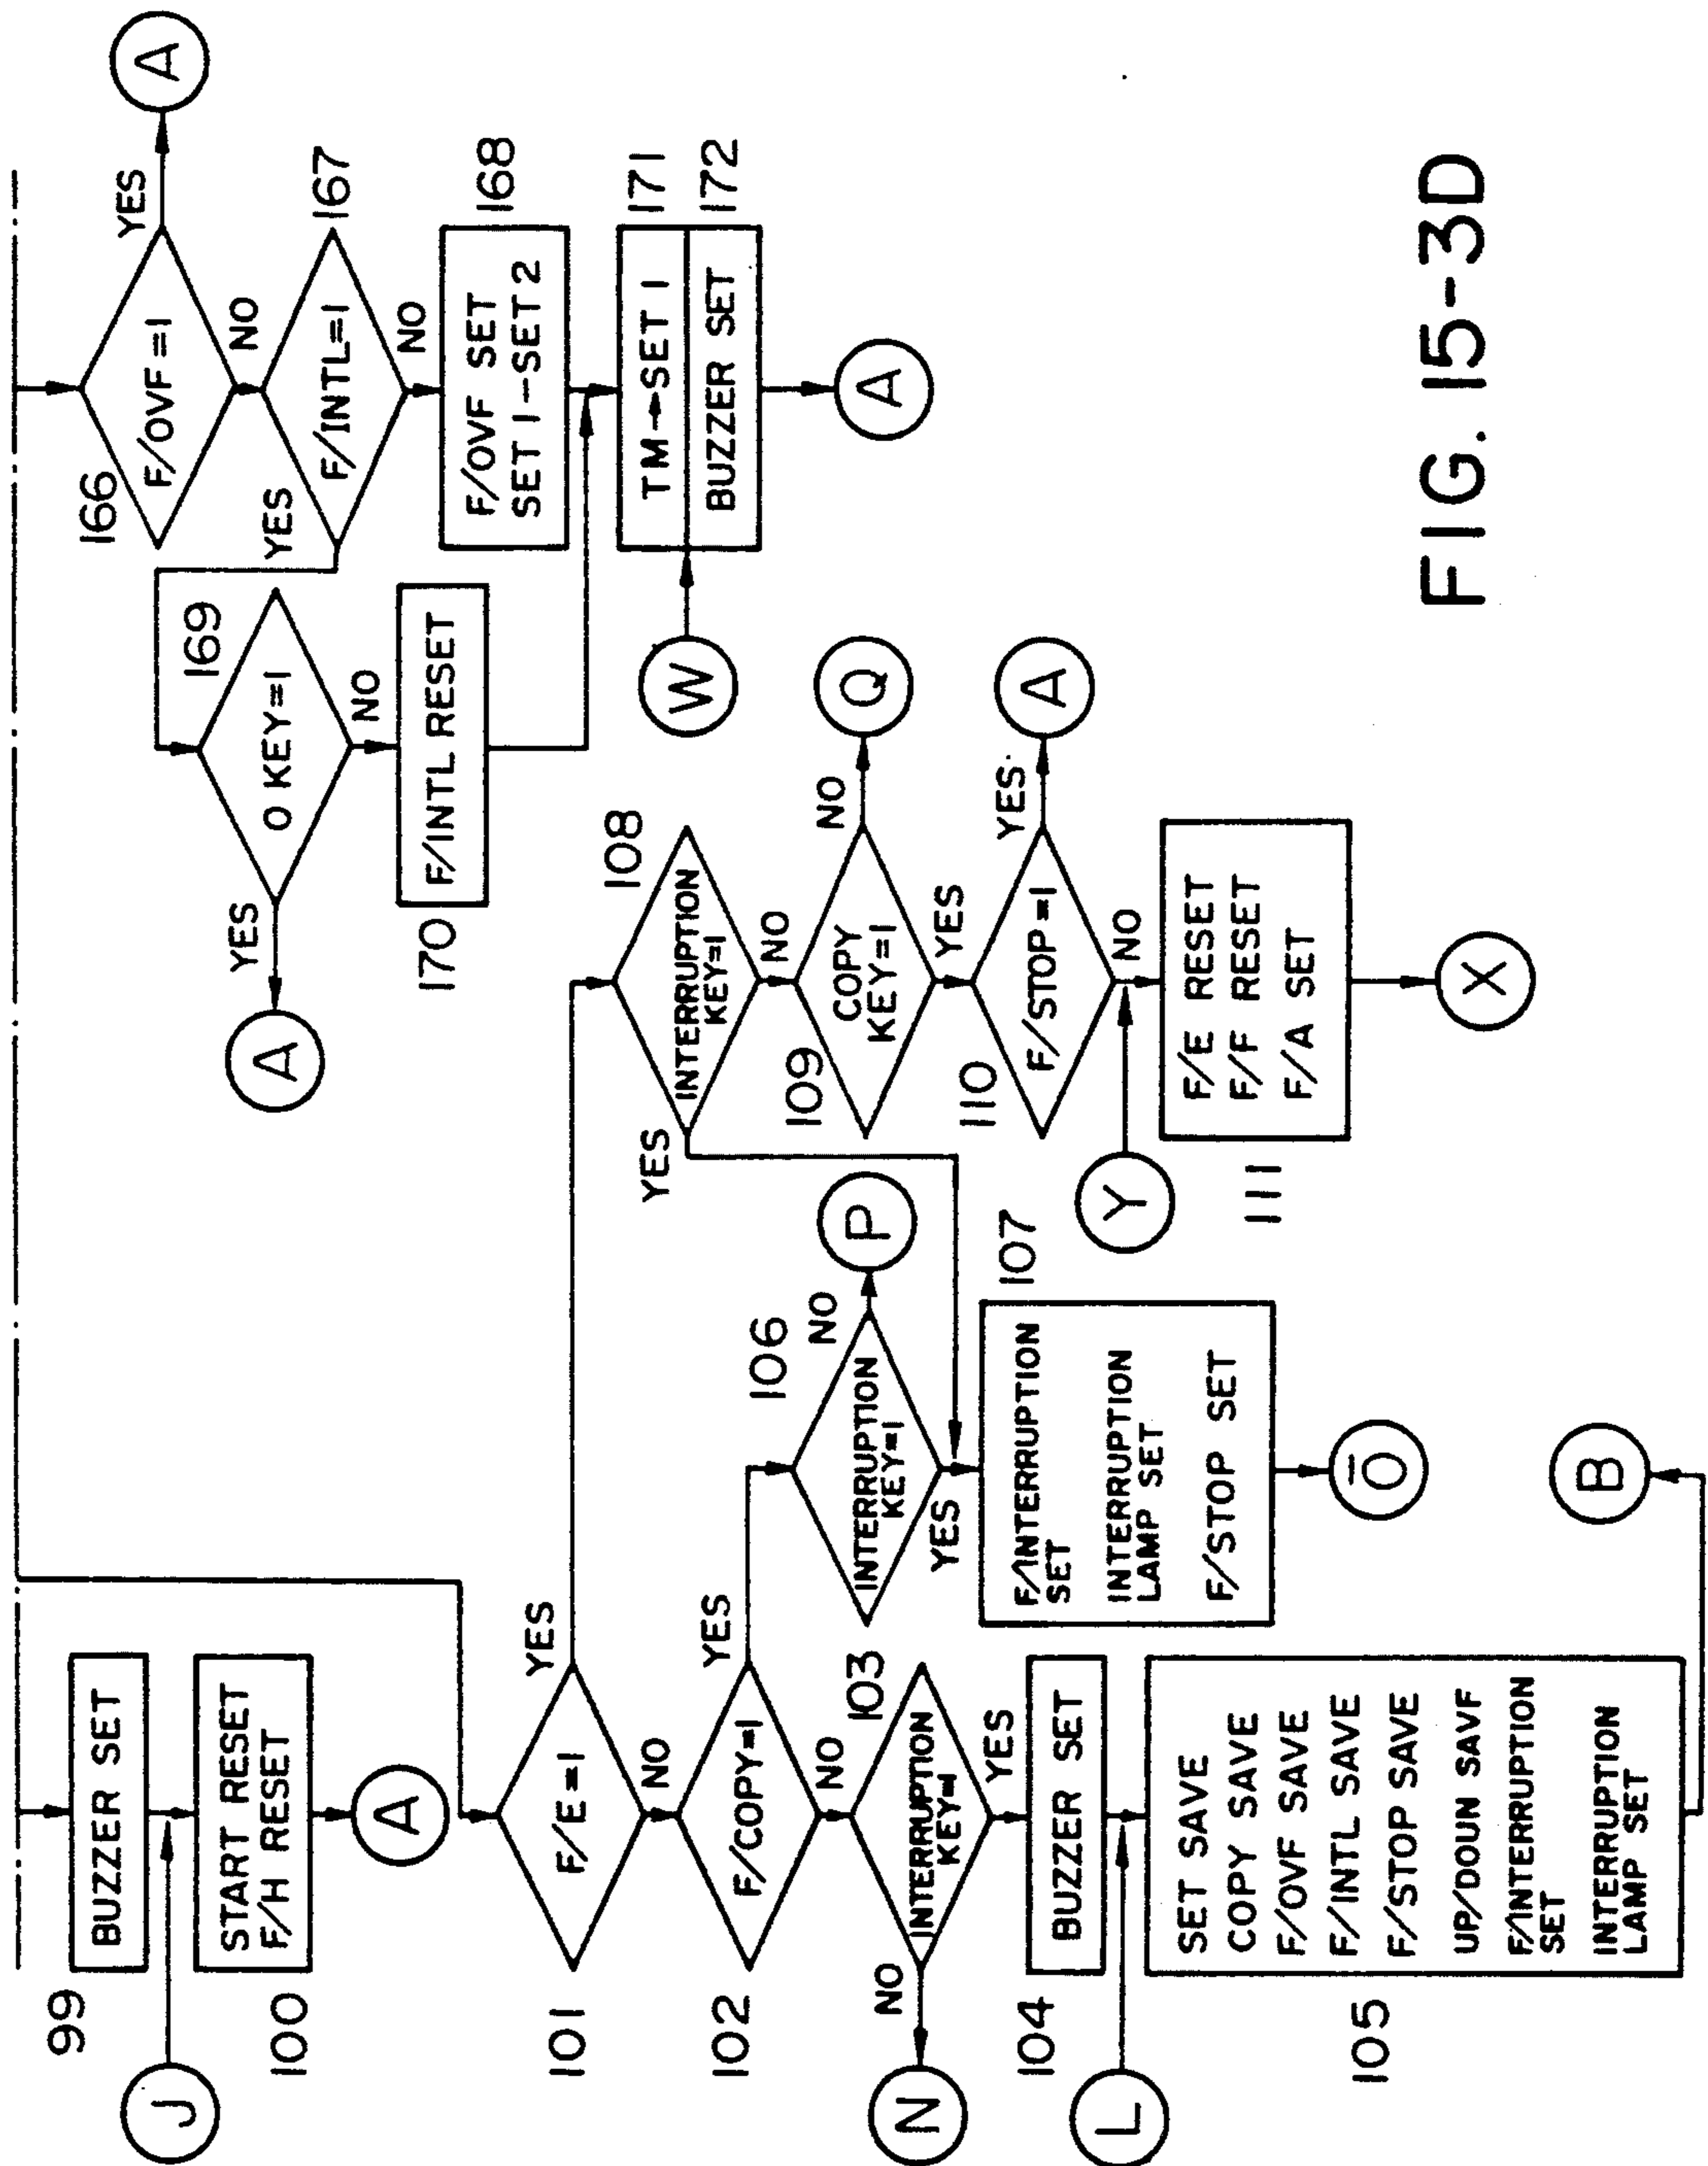 99
BUZZER SET
J
100
START RESET
F/H RESET
A
101
F/E=1
YES
NO
102
F/COPY=1
YES
NO
103
INTERRUPTION
KEY=1
NO
N
YES
104
BUZZER SET
L
105
SET SAVE
COPY SAVE
F/OVF SAVE
F/INTL SAVE
F/STOP SAVE
UP/DOUN SAVF
F/INTERRUPTION
SET
INTERRUPTION
LAMP SET
B
106
INTERRUPTION
KEY=1
NO
P
YES
107
F/INTERRUPTION
SET
INTERRUPTION
LAMP SET
F/STOP SET
Ō
108
INTERRUPTION
KEY=1
YES
NO
109
COPY
KEY=1
NO
Q
YES
110
F/STOP=1
YES
A
NO
Y
111
F/E RESET
F/F RESET
F/A SET
X
166
F/OVF=1
YES
A
NO
167
F/INTL=1
YES
NO
168
F/OVF SET
SET 1-SET 2
169
0 KEY=1
YES
A
NO
170
F/INTL RESET
W
171
TM→SET 1
172
BUZZER SET
A
FIG. 15-3D